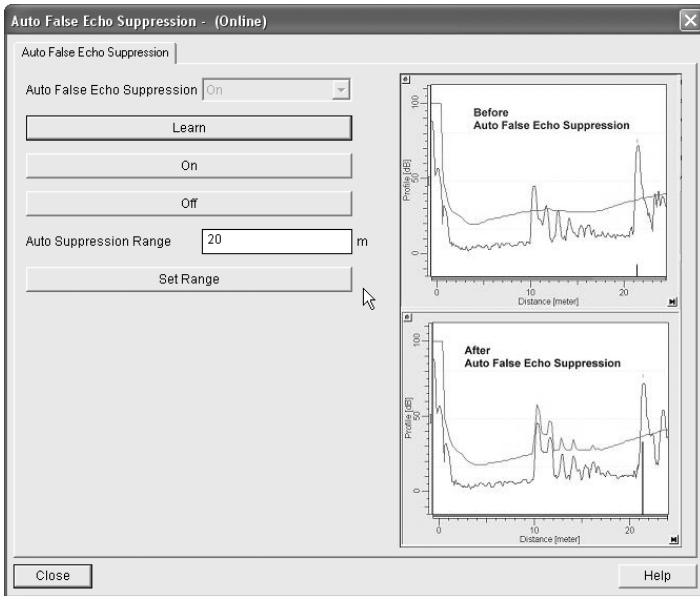 Auto False Echo Suppression - (Online)
Auto False Echo Suppression
Auto False Echo Suppression On
Learn
On
Off
Auto Suppression Range 20 m
Set Range
Before
Auto False Echo Suppression
100
50
0
Profile [dB]
0 10 20
Distance [meter]
After
Auto False Echo Suppression
100
50
0
Profile [dB]
0 10 20
Distance [meter]
Close
Help